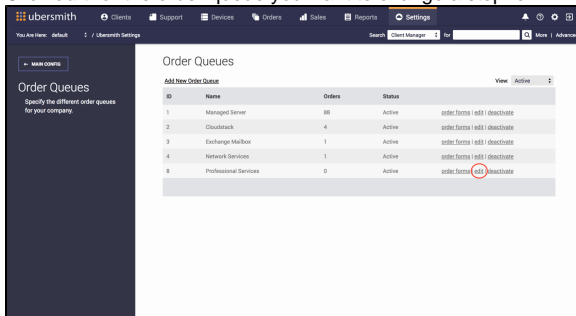 ubersmith Clients Support Devices Orders Sales Reports Settings
You Are Here: default / Ubersmith Settings Search Client Manager for More | Advanced
← MAIN CONFIG
Order Queues
Specify the different order queues
for your company.
Order Queues
Add New Order Queue View: Active
ID Name Orders Status
1 Managed Server 88 Active order forms | edit | deactivate
2 Cloudstack 4 Active order forms | edit | deactivate
3 Exchange Mailbox 1 Active order forms | edit | deactivate
4 Network Services 1 Active order forms | edit | deactivate
8 Professional Services 0 Active order forms | edit | deactivate